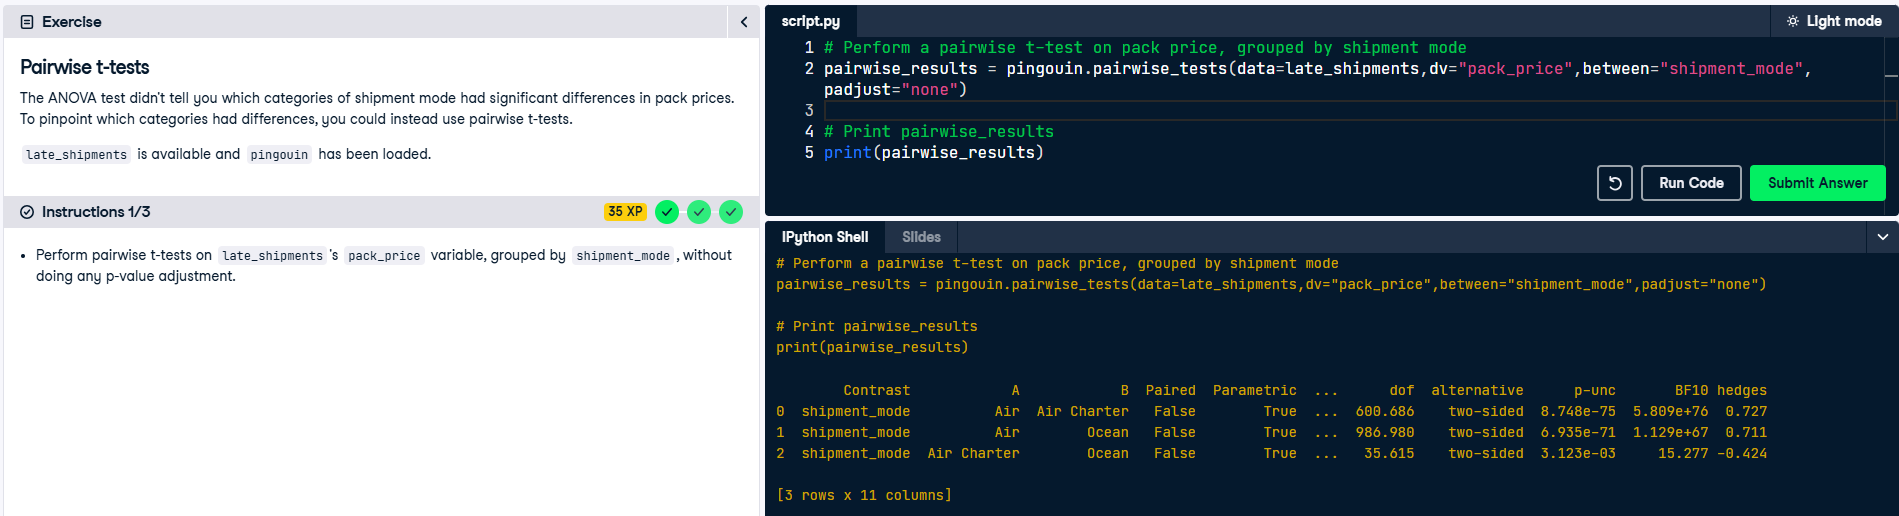 Exercise
Pairwise t-tests
The ANOVA test didn't tell you which categories of shipment mode had significant differences in pack prices.
To pinpoint which categories had differences, you could instead use pairwise t-tests.
late_shipments is available and pingouin has been loaded.
Instructions 1/3
35 XP
• Perform pairwise t-tests on late_shipments's pack_price variable, grouped by shipment_mode, without
doing any p-value adjustment.
script.py
Light mode
1 # Perform a pairwise t-test on pack price, grouped by shipment mode
2 pairwise_results = pingouin.pairwise_tests(data=late_shipments,dv="pack_price",between="shipment_mode",
padjust="none")
3
4 # Print pairwise_results
5 print(pairwise_results)
Run Code
Submit Answer
IPython Shell
Slides
# Perform a pairwise t-test on pack price, grouped by shipment mode
pairwise_results = pingouin.pairwise_tests(data=late_shipments,dv="pack_price",between="shipment_mode",padjust="none")
# Print pairwise_results
print(pairwise_results)
Contrast A B Paired Parametric ... dof alternative p-unc BF10 hedges
0 shipment_mode Air Air Charter False True ... 600.686 two-sided 8.748e-75 5.809e+76 0.727
1 shipment_mode Air Ocean False True ... 986.980 two-sided 6.935e-71 1.129e+67 0.711
2 shipment_mode Air Charter Ocean False True ... 35.615 two-sided 3.123e-03 15.277 -0.424
[3 rows x 11 columns]